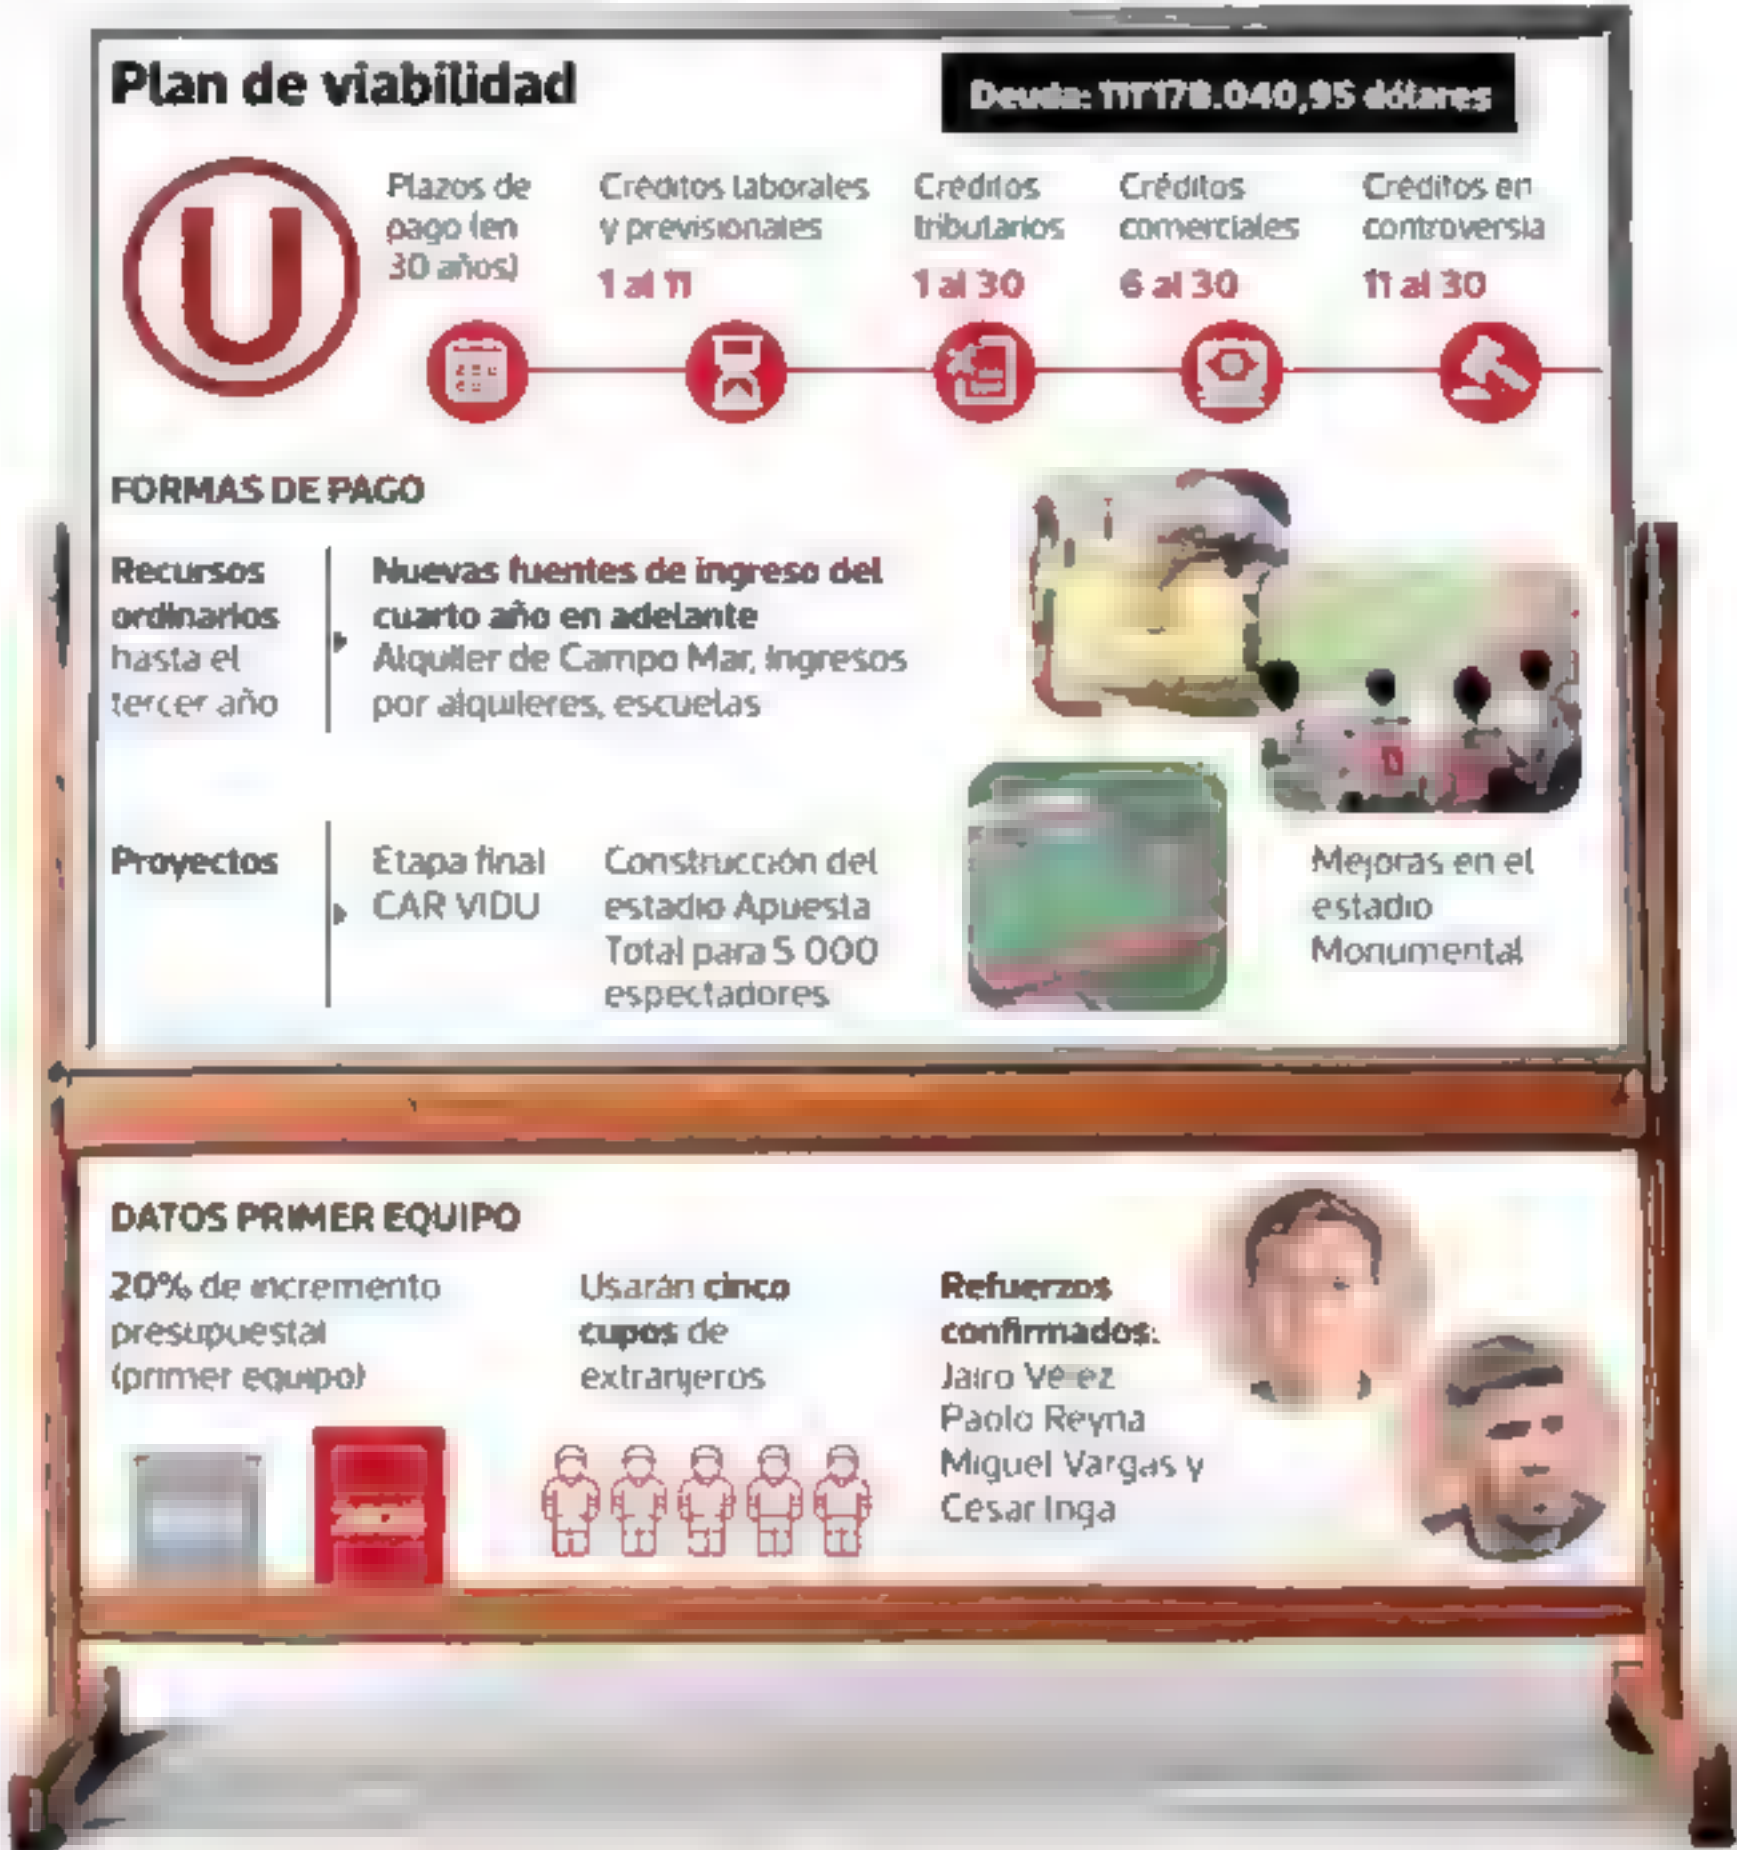 Plan de viabilidad
Deuda: 111'178.040,95 dólares
U
Plazos de
pago (en
30 años)
Créditos laborales
y previsionales
1 al 11
Créditos
tributarios
1 al 30
Créditos
comerciales
6 al 30
Créditos en
controversia
11 al 30
FORMAS DE PAGO
Recursos
ordinarios
hasta el
tercer año
Nuevas fuentes de ingreso del
cuarto año en adelante
Alquiler de Campo Mar, ingresos
por alquileres, escuelas
Proyectos
Etapa final
CAR VIDU
Construcción del
estadio Apuesta
Total para 5 000
espectadores
Mejoras en el
estadio
Monumental
DATOS PRIMER EQUIPO
20% de incremento
presupuestal
(primer equipo)
Usarán cinco
cupos de
extranjeros
Refuerzos
confirmados:
Jairo Vélez
Paolo Reyna
Miguel Vargas y
César Inga